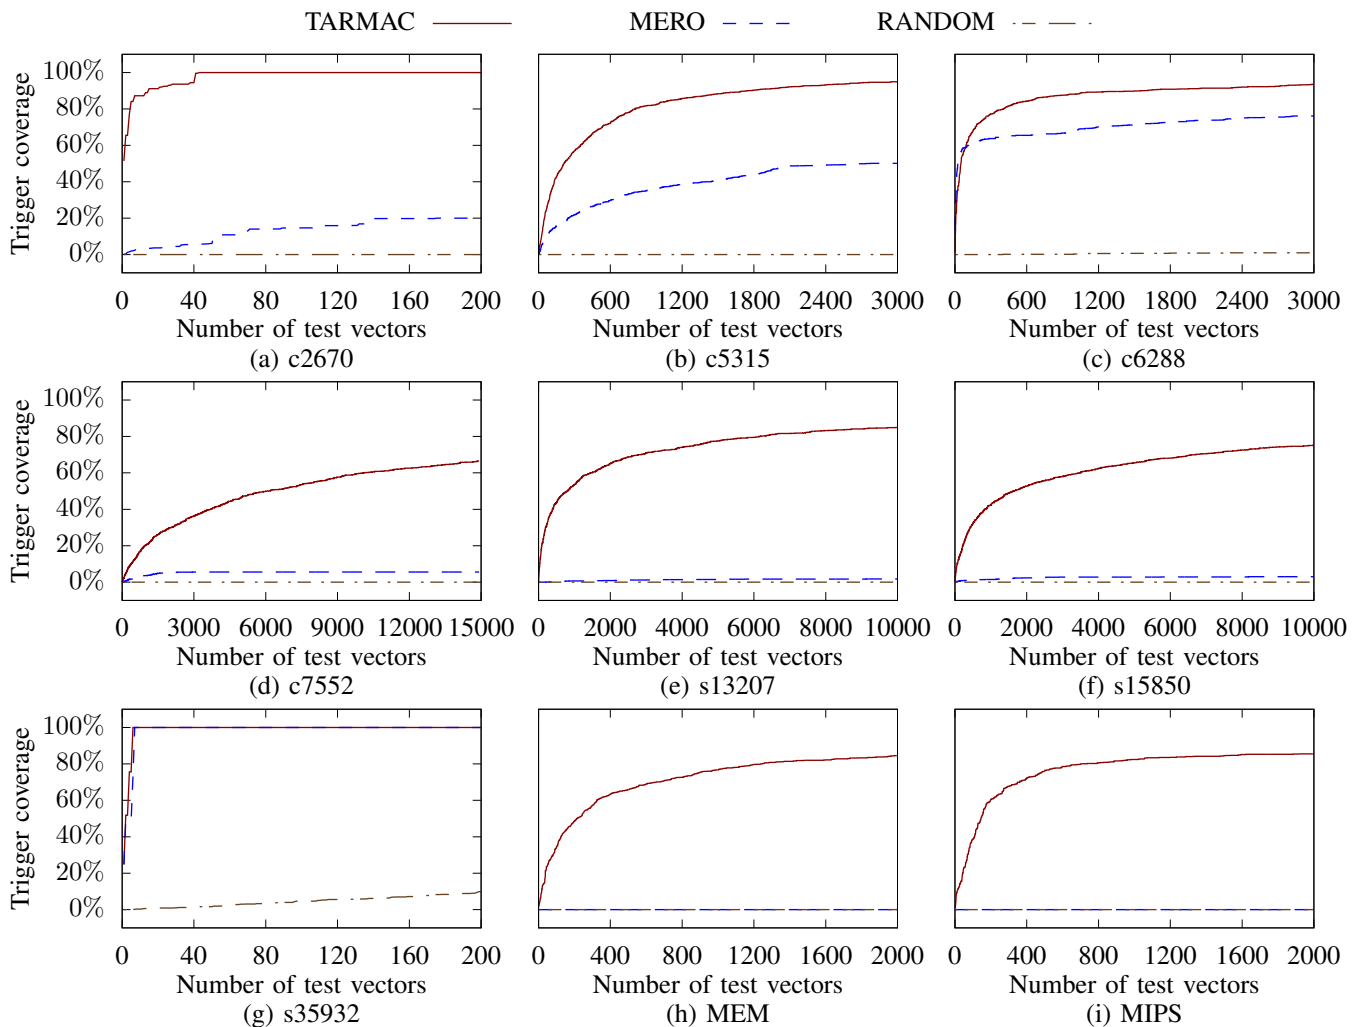 TARMAC MERO RANDOM
Trigger coverage
100%
80%
60%
40%
20%
0%
0 40 80 120 160 200
Number of test vectors
(a) c2670
0 600 1200 1800 2400 3000
Number of test vectors
(b) c5315
0 600 1200 1800 2400 3000
Number of test vectors
(c) c6288
Trigger coverage
100%
80%
60%
40%
20%
0%
0 3000 6000 9000 12000 15000
Number of test vectors
(d) c7552
0 2000 4000 6000 8000 10000
Number of test vectors
(e) s13207
0 2000 4000 6000 8000 10000
Number of test vectors
(f) s15850
Trigger coverage
100%
80%
60%
40%
20%
0%
0 40 80 120 160 200
Number of test vectors
(g) s35932
0 400 800 1200 1600 2000
Number of test vectors
(h) MEM
0 400 800 1200 1600 2000
Number of test vectors
(i) MIPS